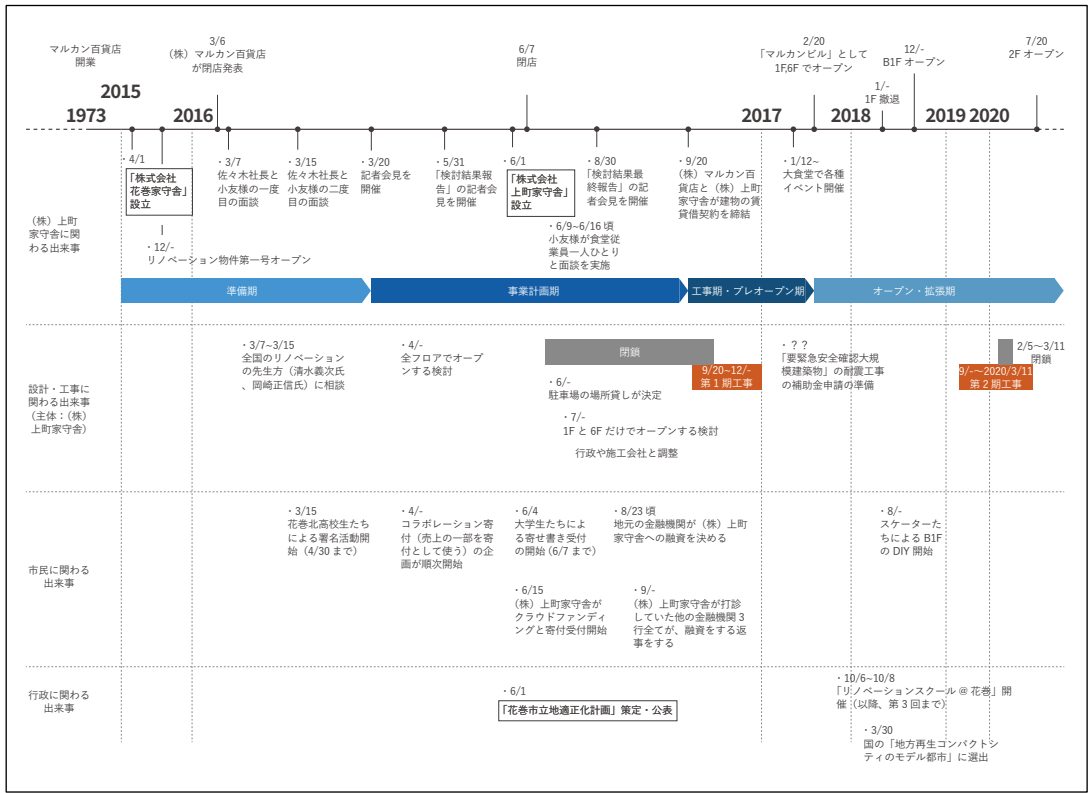 マルカン百貨店
開業
3/6
(株)マルカン百貨店
が閉店発表
6/7
閉店
2/20
「マルカンビル」として
1F,6F でオープン
12/-
B1F オープン
1/-
1F 撤退
7/20
2F オープン
1973
2015
2016
2017
2018
2019
2020
(株)上町
家守舎に関
わる出来事
・4/1
「株式会社
花巻家守舎」
設立
・12/-
リノベーション物件第一号オープン
・3/7
佐々木社長と
小友様の一度
目の面談
・3/15
佐々木社長と
小友様の二度
目の面談
・3/20
記者会見を
開催
・5/31
「検討結果報
告」の記者会
見を開催
・6/1
「株式会社
上町家守舎」
設立
・6/9~6/16 頃
小友様が食堂従
業員一人ひとり
と面談を実施
・8/30
「検討結果最
終報告」の記
者会見を開催
・9/20
(株)マルカン百
貨店と(株)上町
家守舎が建物の賃
貸借契約を締結
・1/12~
大食堂で各種
イベント開催
準備期
事業計画期
工事期・プレオープン期
オープン・拡張期
設計・工事に
関わる出来事
(主体:(株)
上町家守舎)
・3/7~3/15
全国のリノベーション
の先生方(清水義次氏
、岡崎正信氏)に相談
・4/-
全フロアでオープ
ンする検討
閉鎖
9/20~12/-
第 1 期工事
・6/-
駐車場の場所貸しが決定
・7/-
1F と 6F だけでオープンする検討
行政や施工会社と調整
・? ?
「要緊急安全確認大規
模建築物」の耐震工事
の補助金申請の準備
2/5~3/11
閉鎖
9/-~2020/3/11
第 2 期工事
市民に関わる
出来事
・3/15
花巻北高校生たち
による署名活動開
始(4/30 まで)
・4/-
コラボレーション寄
付(売上の一部を寄
付として使う)の企
画が順次開始
・6/4
大学生たちによ
る寄せ書き受付
の開始 (6/7 まで)
・6/15
(株)上町家守舎が
クラウドファンディ
ングと寄付受付開始
・8/23 頃
地元の金融機関が(株)上町
家守舎への融資を決める
・9/-
(株)上町家守舎が打診
していた他の金融機関 3
行全てが、融資をする返
事をする
・8/-
スケーターた
ちによる B1F
の DIY 開始
行政に関わる
出来事
・6/1
「花巻市立地適正化計画」策定・公表
・10/6~10/8
「リノベーションスクール @ 花巻」開
催(以降、第 3 回まで)
・3/30
国の「地方再生コンパクトシ
ティのモデル都市」に選出